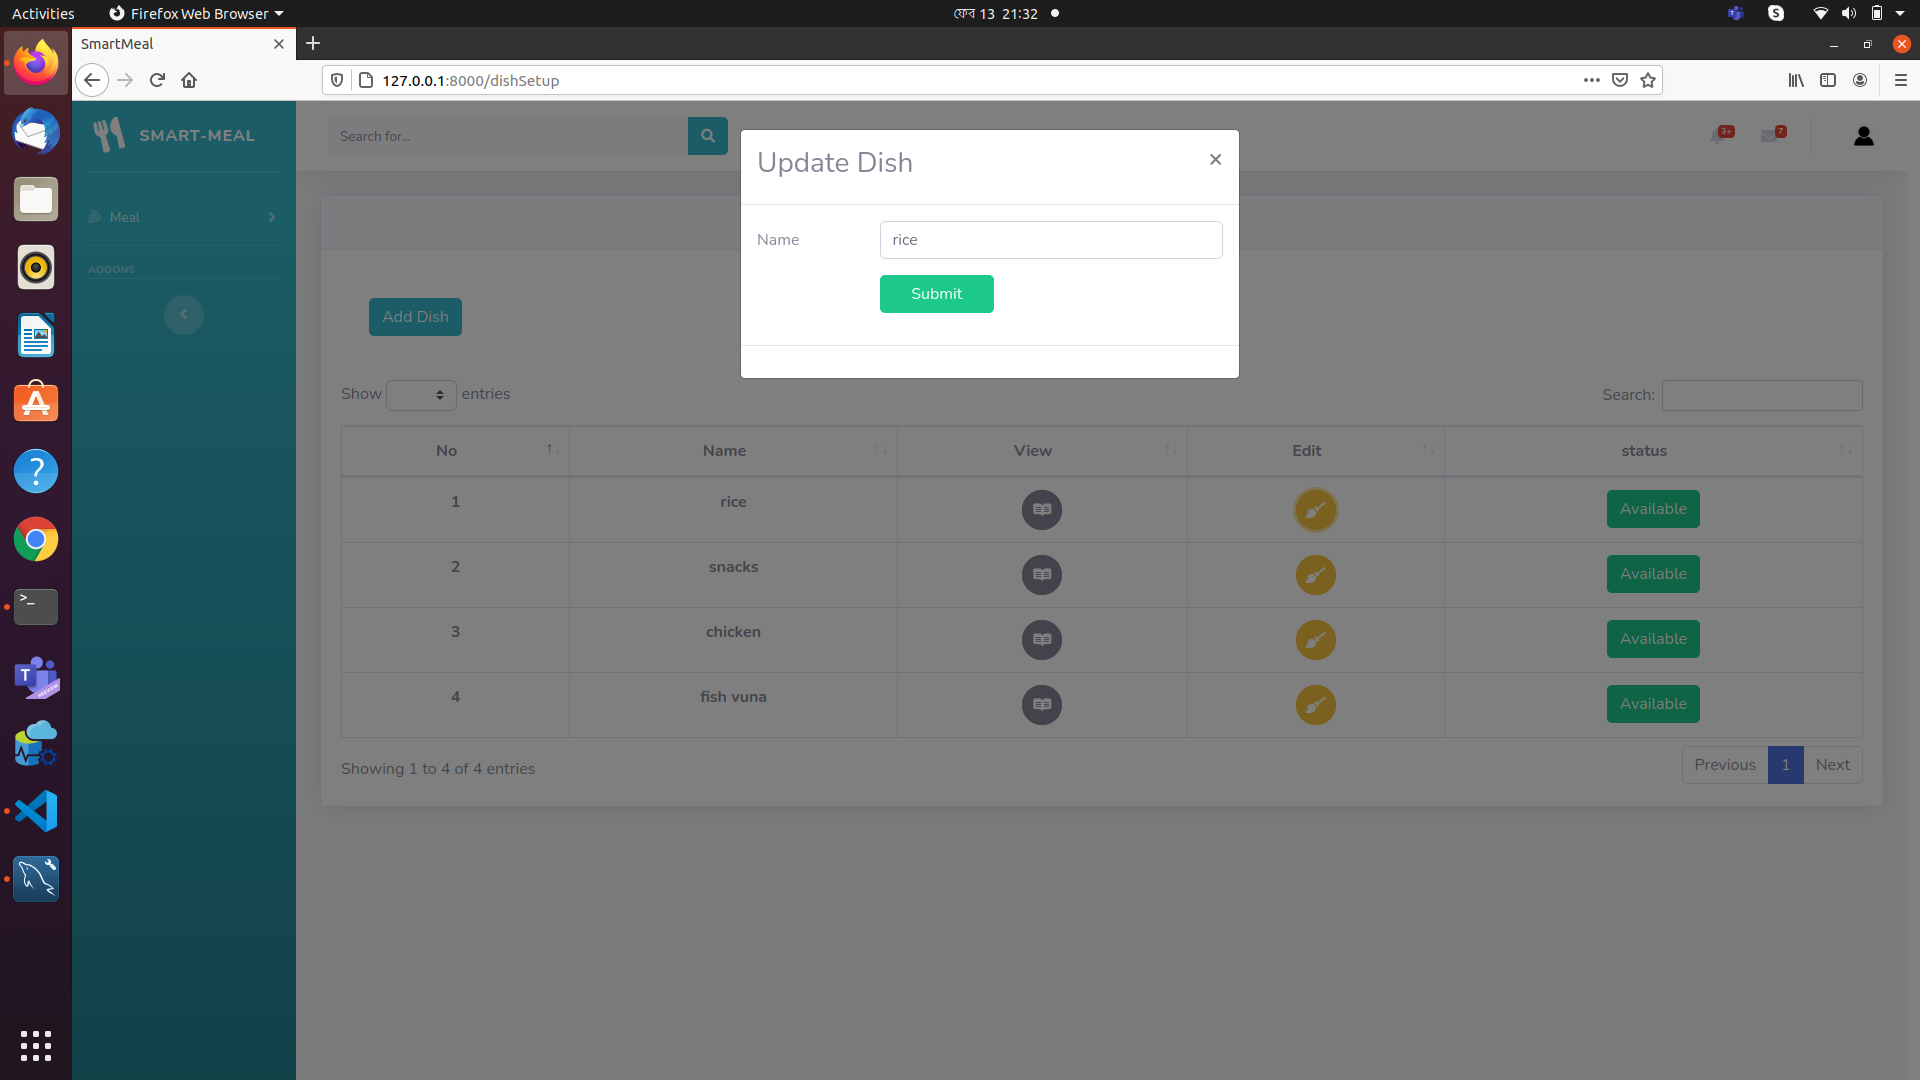 Activities
Firefox Web Browser
ফেব 13 21:32
SmartMeal
127.0.0.1:8000/dishSetup
SMART-MEAL
Search for...
3+
7
Update Dish
×
Name
rice
Submit
Meal
ADDONS
Add Dish
Show entries
Search:
No Name View Edit status
1 rice Available
2 snacks Available
3 chicken Available
4 fish vuna Available
Showing 1 to 4 of 4 entries
Previous 1 Next